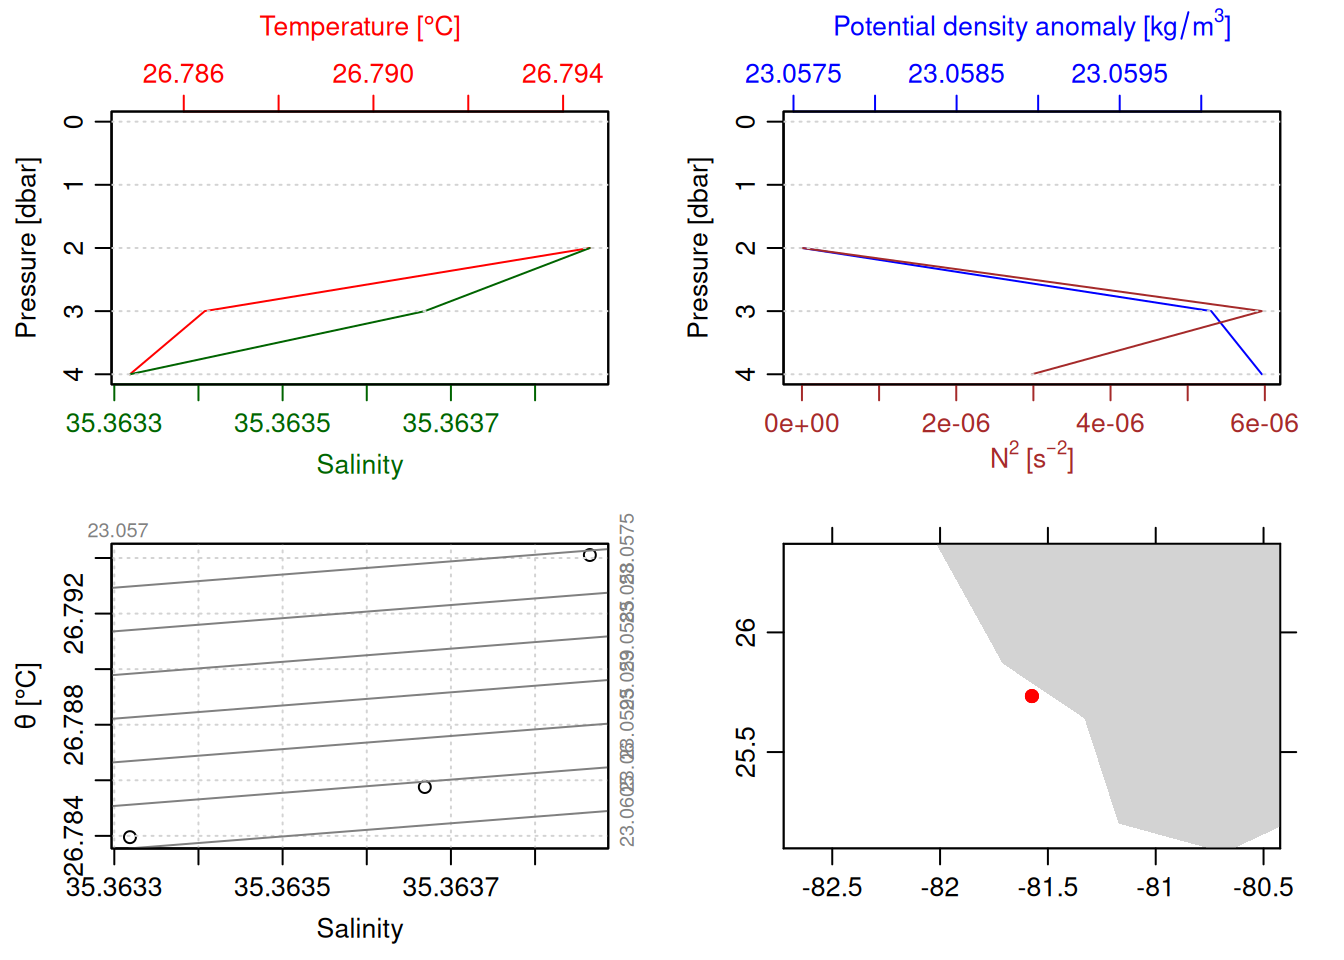 Temperature [°C]
26.786 26.790 26.794
0
1
2
3
4
Pressure [dbar]
35.3633 35.3635 35.3637
Salinity
Potential density anomaly [kg/m³]
23.0575 23.0585 23.0595
0
1
2
3
4
Pressure [dbar]
0e+00 2e-06 4e-06 6e-06
N² [s⁻²]
23.057
23.0575
26.792
26.788
26.784
θ [°C]
35.3633 35.3635 35.3637
Salinity
26
25.5
-82.5 -82 -81.5 -81 -80.5